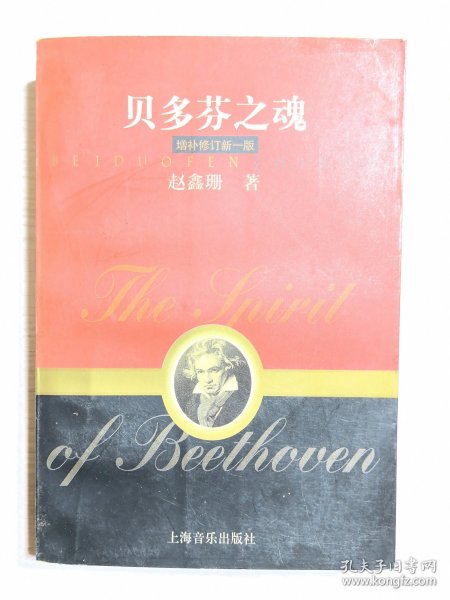 贝多芬之魂
增补修订新一版
BEIDUOFEN
赵鑫珊 著
The Spirit
of Beethoven
上海音乐出版社
孔夫子旧书网
www.kongfz.com